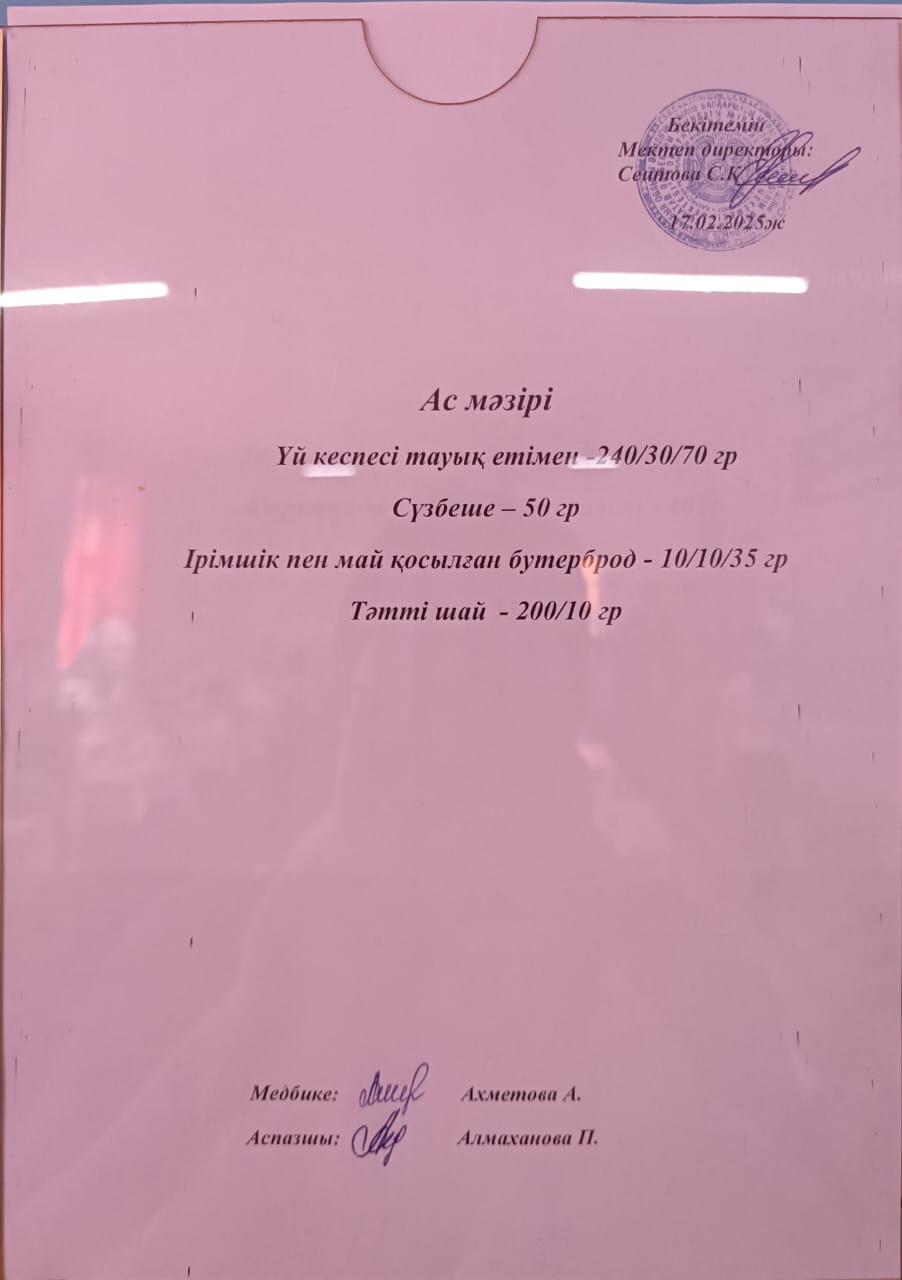 Бекітемін
Мектеп директоры:
Сеитова С.Қ
17.02.2025ж
Ас мәзірі
Үй кеспесі тауық етімен -240/30/70 гр
Сүзбеше – 50 гр
Ірімшік пен май қосылған бутерброд - 10/10/35 гр
Тәтті шай - 200/10 гр
Медбике: Ахметова А.
Аспазшы: Алмаханова П.